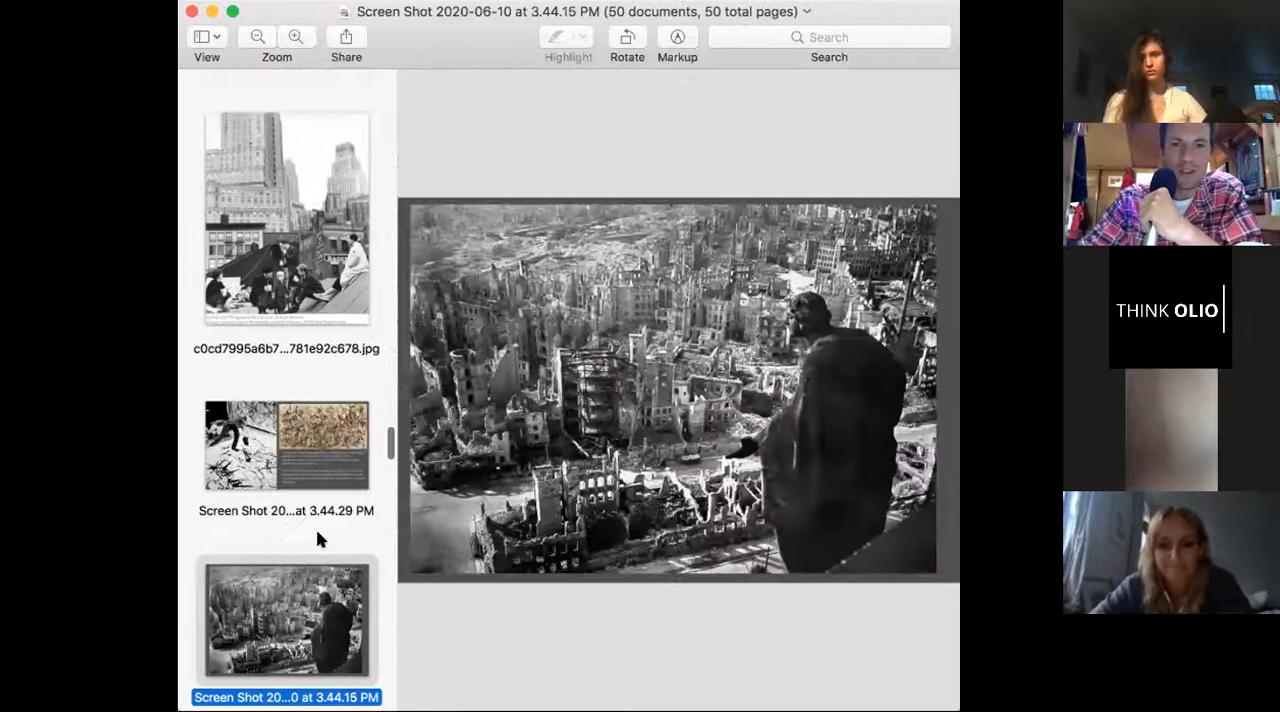 Screen Shot 2020-06-10 at 3.44.15 PM (50 documents, 50 total pages)
View
Zoom
Share
Highlight
Rotate
Markup
Search
Search
c0cd7995a6b7...781e92c678.jpg
Screen Shot 20...at 3.44.29 PM
Screen Shot 20...0 at 3.44.15 PM
THINK OLIO